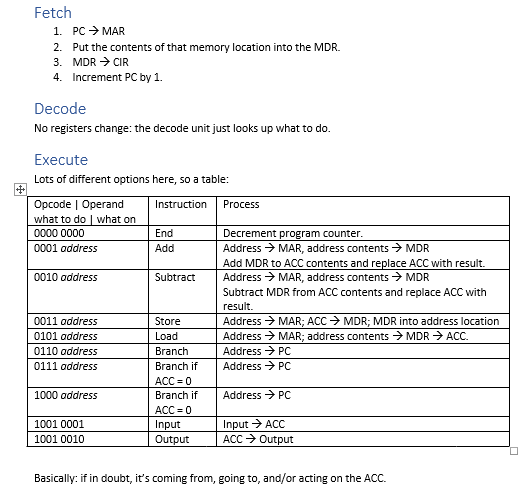 Fetch
1. PC → MAR
2. Put the contents of that memory location into the MDR.
3. MDR → CIR
4. Increment PC by 1.
Decode
No registers change: the decode unit just looks up what to do.
Execute
Lots of different options here, so a table:
Opcode | Operand Instruction Process
what to do | what on
0000 0000 End Decrement program counter.
0001 address Add Address → MAR, address contents → MDR
Add MDR to ACC contents and replace ACC with result.
0010 address Subtract Address → MAR, address contents → MDR
Subtract MDR from ACC contents and replace ACC with
result.
0011 address Store Address → MAR; ACC → MDR; MDR into address location
0101 address Load Address → MAR; address contents → MDR → ACC.
0110 address Branch Address → PC
0111 address Branch if Address → PC
ACC = 0
1000 address Branch if Address → PC
ACC = 0
1001 0001 Input Input → ACC
1001 0010 Output ACC → Output
Basically: if in doubt, it's coming from, going to, and/or acting on the ACC.